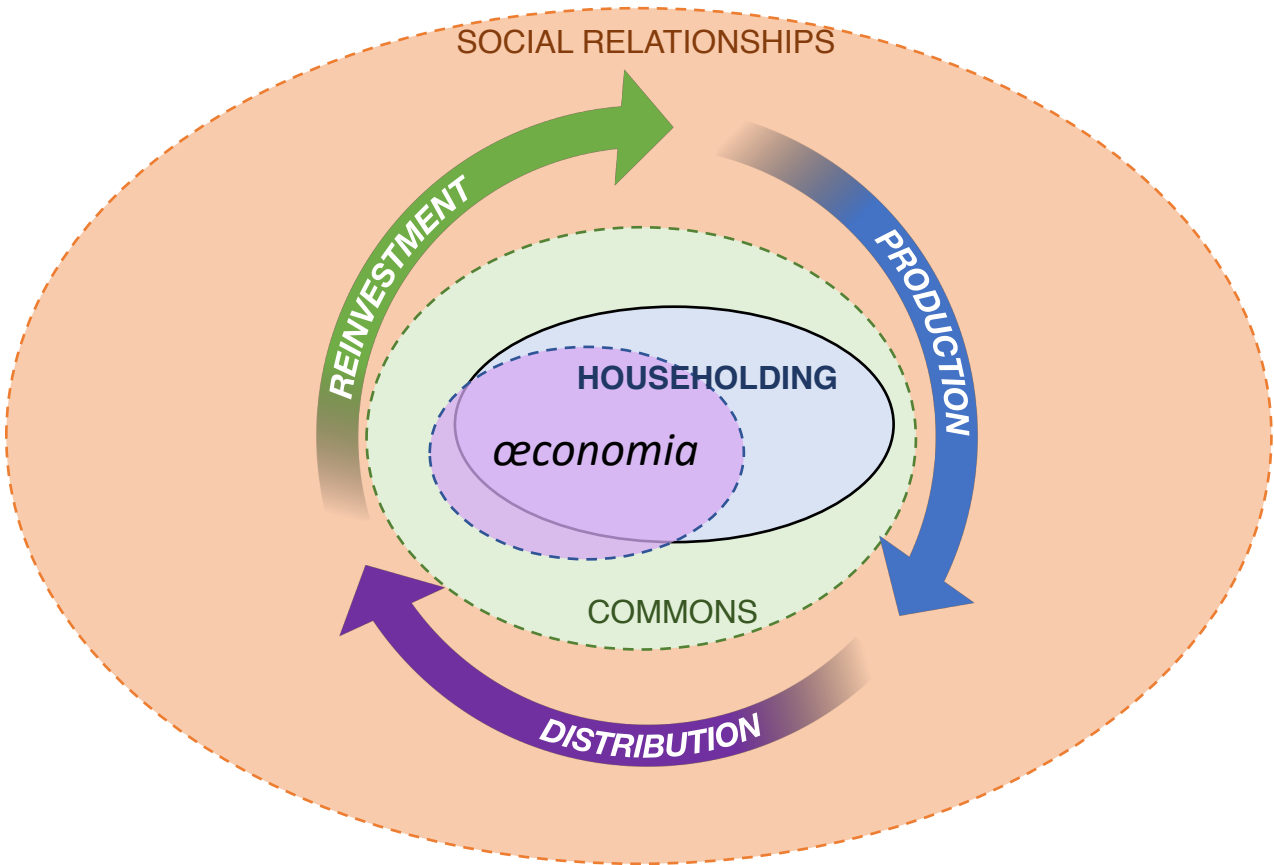 SOCIAL RELATIONSHIPS
REINVESTMENT
PRODUCTION
HOUSEHOLDING
œconomia
COMMONS
DISTRIBUTION